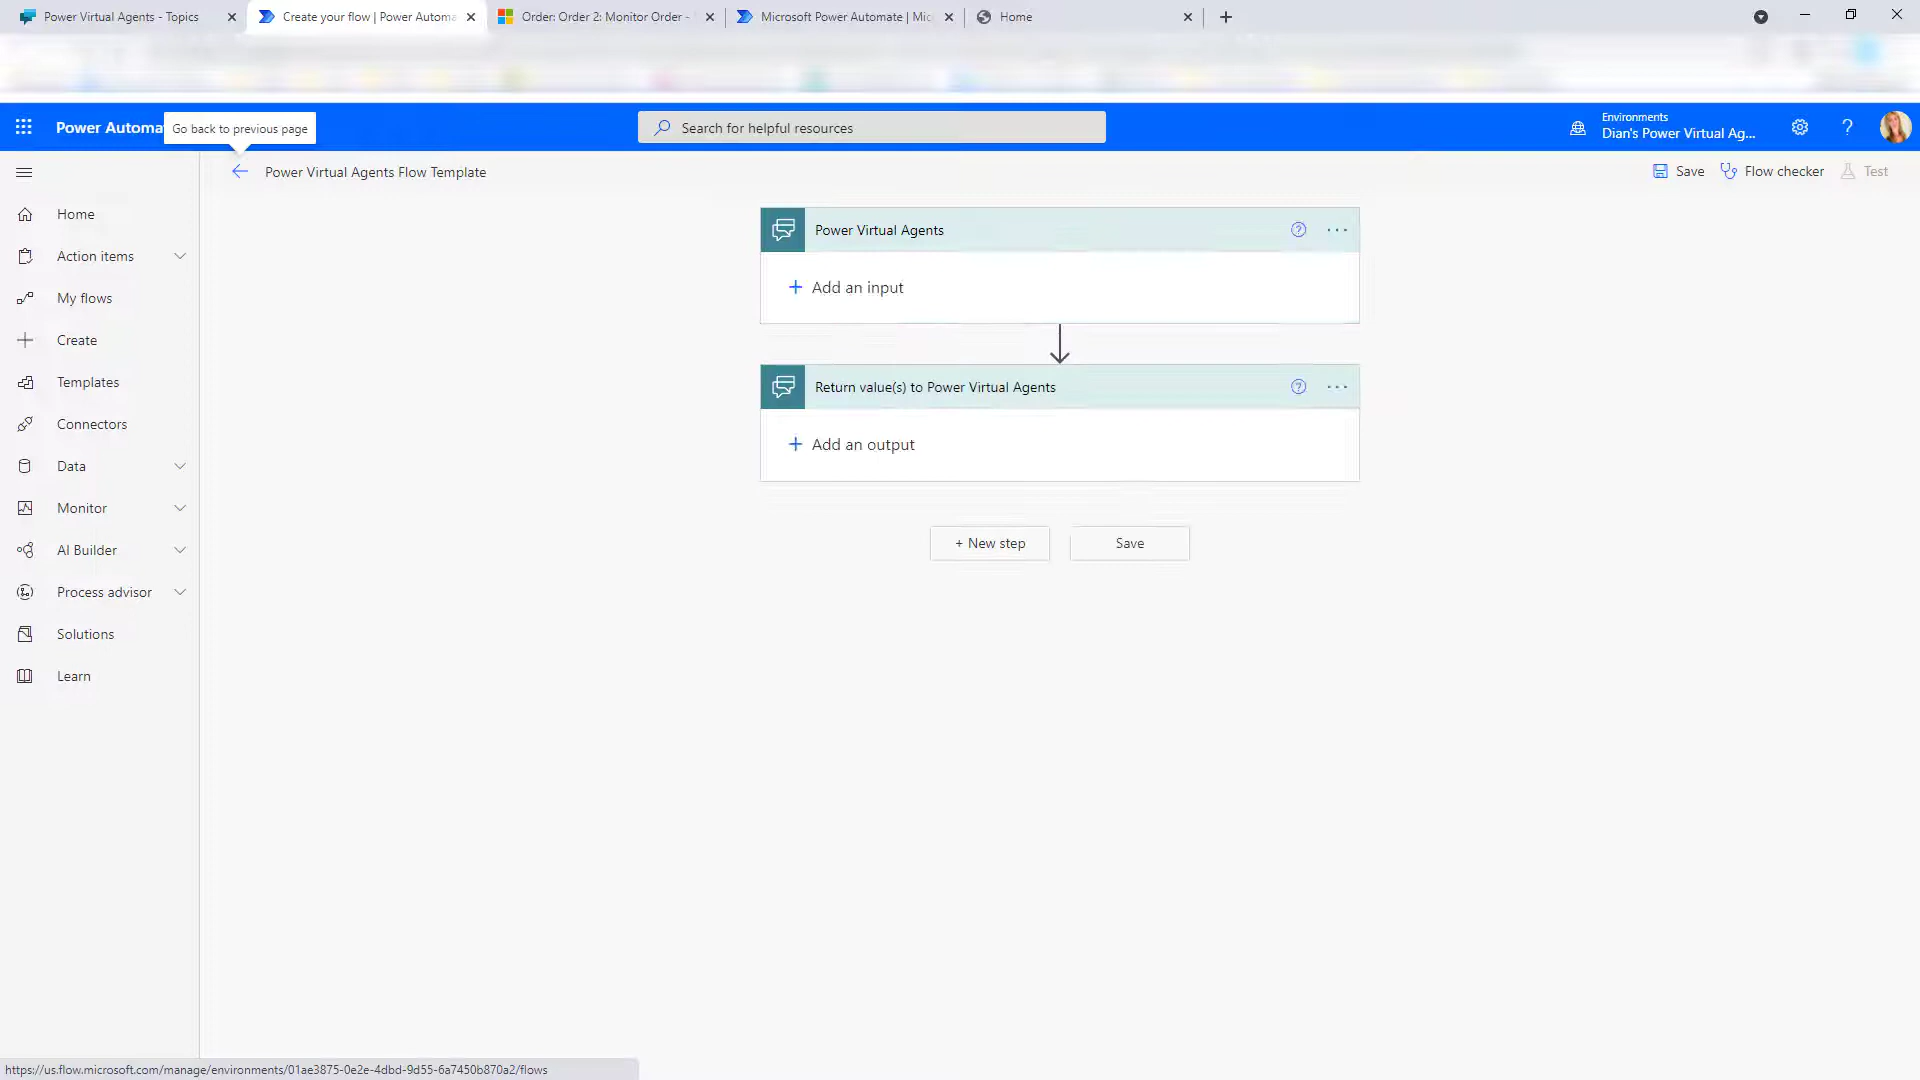 Power Virtual Agents - Topics
Create your flow | Power Automa
Order: Order 2: Monitor Order -
Microsoft Power Automate | Mic
Home
Power Automa
Go back to previous page
Search for helpful resources
Environments
Dian's Power Virtual Ag...
Power Virtual Agents Flow Template
Save
Flow checker
Test
Home
Action items
My flows
Create
Templates
Connectors
Data
Monitor
AI Builder
Process advisor
Solutions
Learn
Power Virtual Agents
+ Add an input
Return value(s) to Power Virtual Agents
+ Add an output
+ New step
Save
https://us.flow.microsoft.com/manage/environments/01ae3875-0e2e-4dbd-9d55-6a7450b870a2/flows